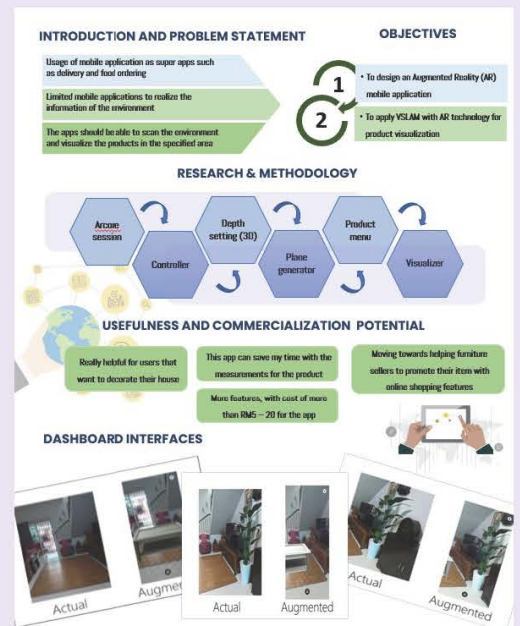 INTRODUCTION AND PROBLEM STATEMENT
Usage of mobile application as super apps such
as delivery and food ordering
Limited mobile applications to realize the
information of the environment
The apps should be able to scan the environment
and visualize the products in the specified area
OBJECTIVES
1
• To design an Augmented Reality (AR)
mobile application
2
• To apply VSLAM with AR technology for
product visualization
RESEARCH & METHODOLOGY
Arcore
session
Controller
Depth
setting (3D)
Plane
generator
Product
menu
Visualizer
USEFULNESS AND COMMERCIALIZATION POTENTIAL
Really helpful for users that
want to decorate their house
This app can save my time with the
measurements for the product
More features, with cost of more
than RM5 – 20 for the app
Moving towards helping furniture
sellers to promote their item with
online shopping features
DASHBOARD INTERFACES
Actual
Augme
Actual
Augmented
Actual
Augmented